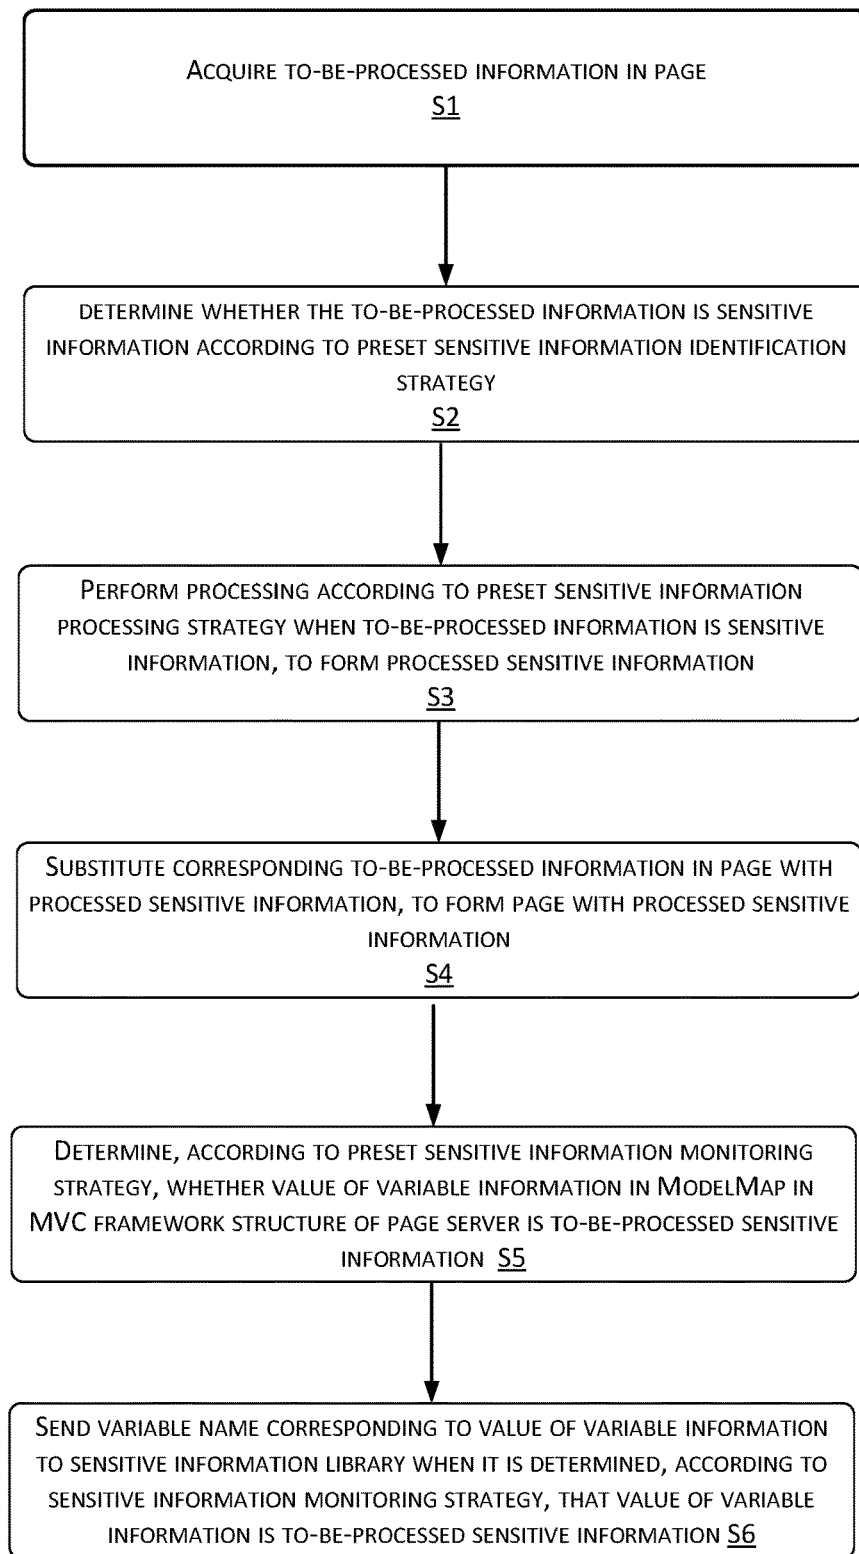 ACQUIRE TO-BE-PROCESSED INFORMATION IN PAGE
S1
DETERMINE WHETHER THE TO-BE-PROCESSED INFORMATION IS SENSITIVE
INFORMATION ACCORDING TO PRESET SENSITIVE INFORMATION IDENTIFICATION
STRATEGY
S2
PERFORM PROCESSING ACCORDING TO PRESET SENSITIVE INFORMATION
PROCESSING STRATEGY WHEN TO-BE-PROCESSED INFORMATION IS SENSITIVE
INFORMATION, TO FORM PROCESSED SENSITIVE INFORMATION
S3
SUBSTITUTE CORRESPONDING TO-BE-PROCESSED INFORMATION IN PAGE WITH
PROCESSED SENSITIVE INFORMATION, TO FORM PAGE WITH PROCESSED SENSITIVE
INFORMATION
S4
DETERMINE, ACCORDING TO PRESET SENSITIVE INFORMATION MONITORING
STRATEGY, WHETHER VALUE OF VARIABLE INFORMATION IN MODELMAP IN
MVC FRAMEWORK STRUCTURE OF PAGE SERVER IS TO-BE-PROCESSED SENSITIVE
INFORMATION S5
SEND VARIABLE NAME CORRESPONDING TO VALUE OF VARIABLE INFORMATION
TO SENSITIVE INFORMATION LIBRARY WHEN IT IS DETERMINED, ACCORDING TO
SENSITIVE INFORMATION MONITORING STRATEGY, THAT VALUE OF VARIABLE
INFORMATION IS TO-BE-PROCESSED SENSITIVE INFORMATION S6